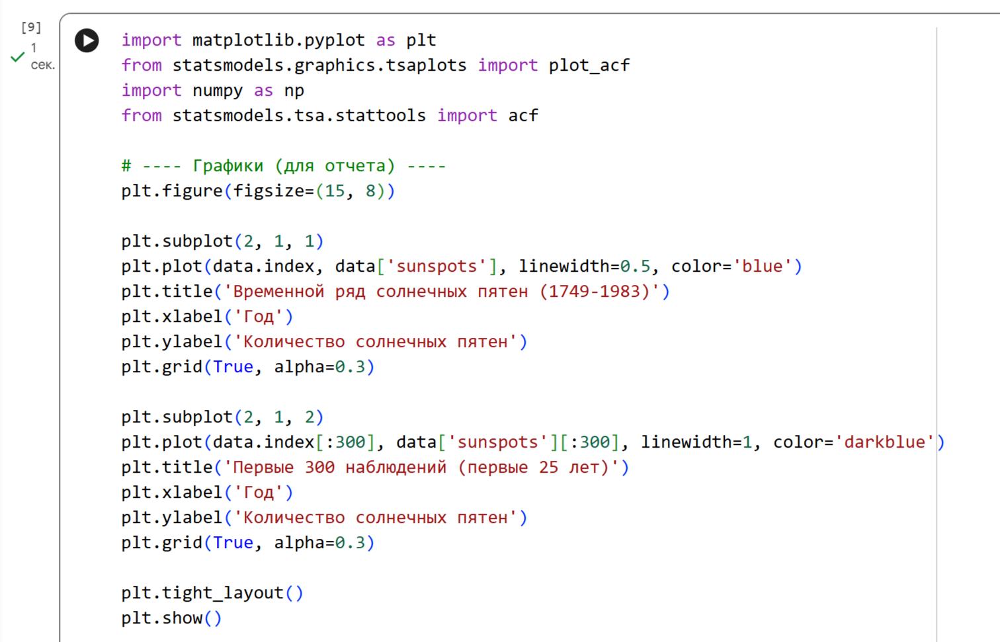 [9]
1
сек.
import matplotlib.pyplot as plt
from statsmodels.graphics.tsaplots import plot_acf
import numpy as np
from statsmodels.tsa.stattools import acf
# ---- Графики (для отчета) ----
plt.figure(figsize=(15, 8))
plt.subplot(2, 1, 1)
plt.plot(data.index, data['sunspots'], linewidth=0.5, color='blue')
plt.title('Временной ряд солнечных пятен (1749-1983)')
plt.xlabel('Год')
plt.ylabel('Количество солнечных пятен')
plt.grid(True, alpha=0.3)
plt.subplot(2, 1, 2)
plt.plot(data.index[:300], data['sunspots'][:300], linewidth=1, color='darkblue')
plt.title('Первые 300 наблюдений (первые 25 лет)')
plt.xlabel('Год')
plt.ylabel('Количество солнечных пятен')
plt.grid(True, alpha=0.3)
plt.tight_layout()
plt.show()